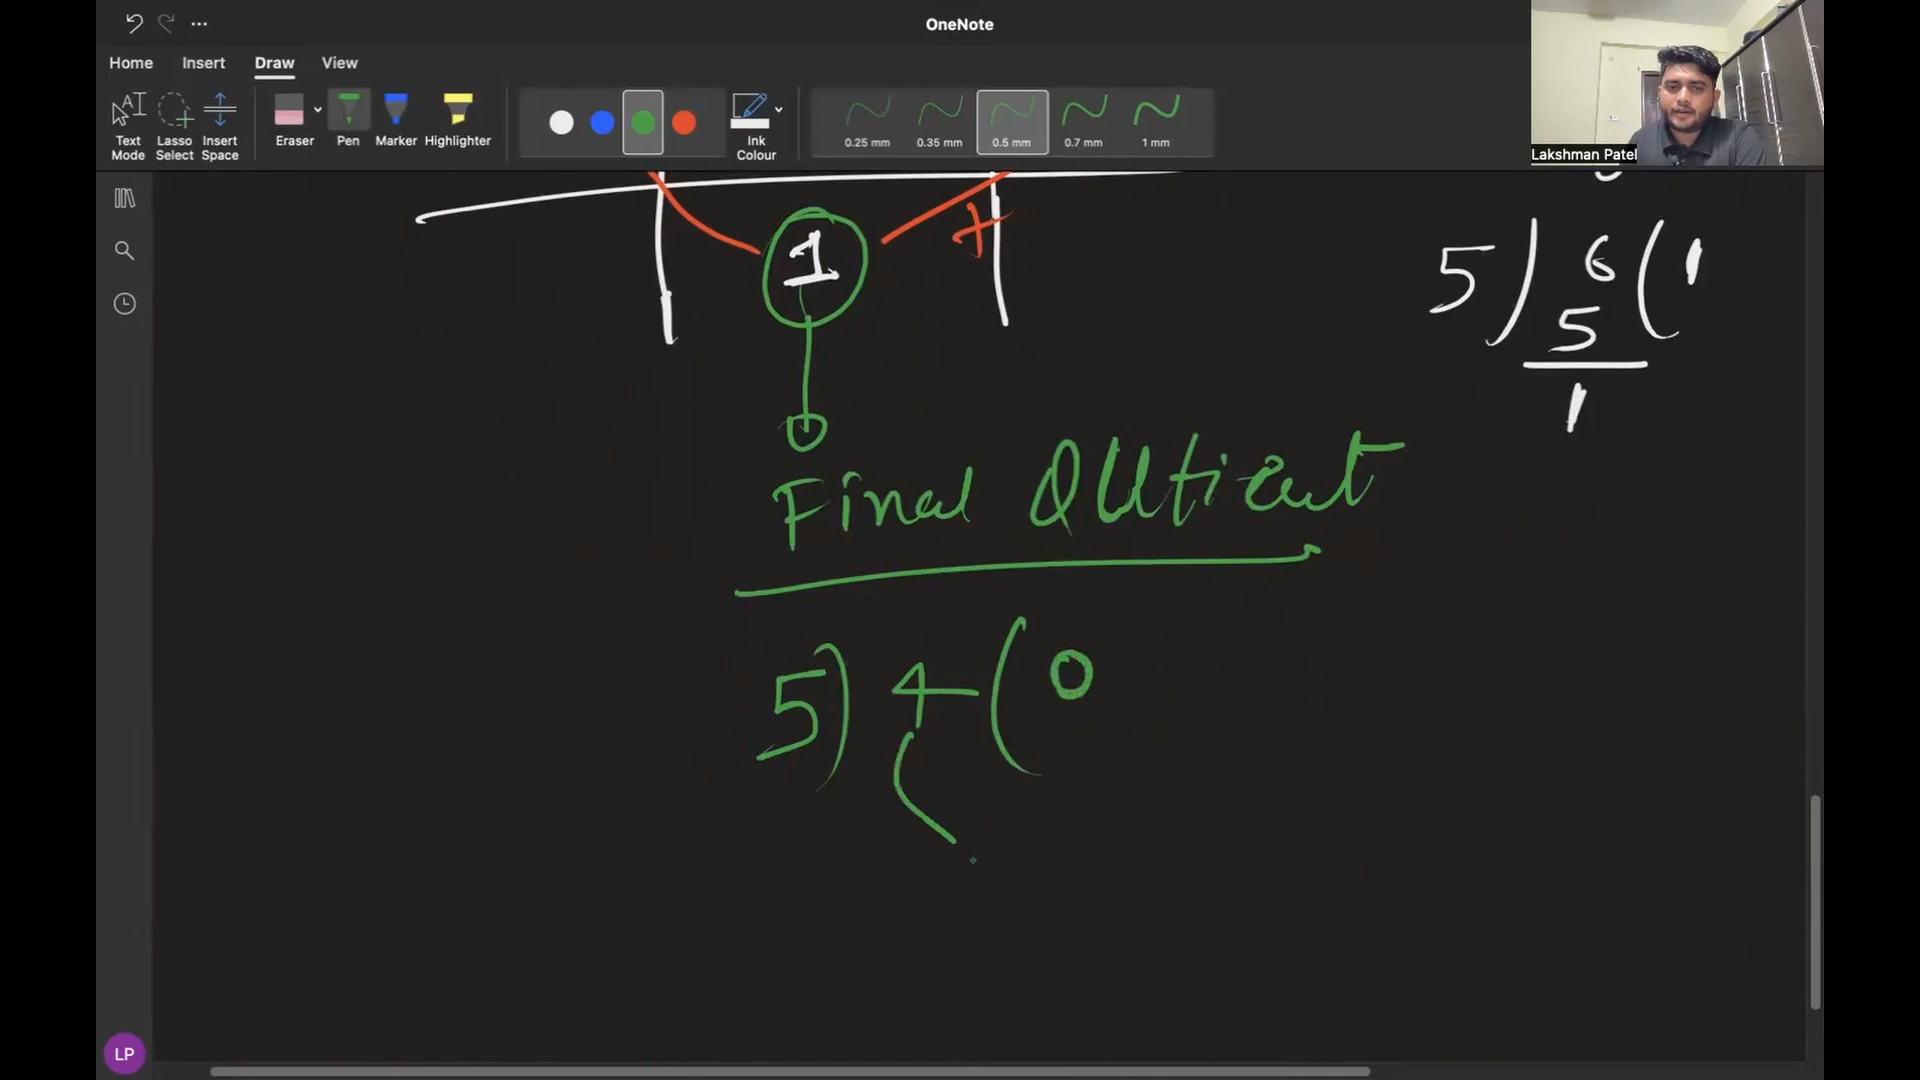 OneNote
Home Insert Draw View
Text Mode
Lasso Select
Insert Space
Eraser
Pen
Marker
Highlighter
Ink Colour
0.25 mm
0.35 mm
0.5 mm
0.7 mm
1 mm
Lakshman Patel
1
+
5) 6 (1
5
1
Final QUtient
5) 4 (0
LP